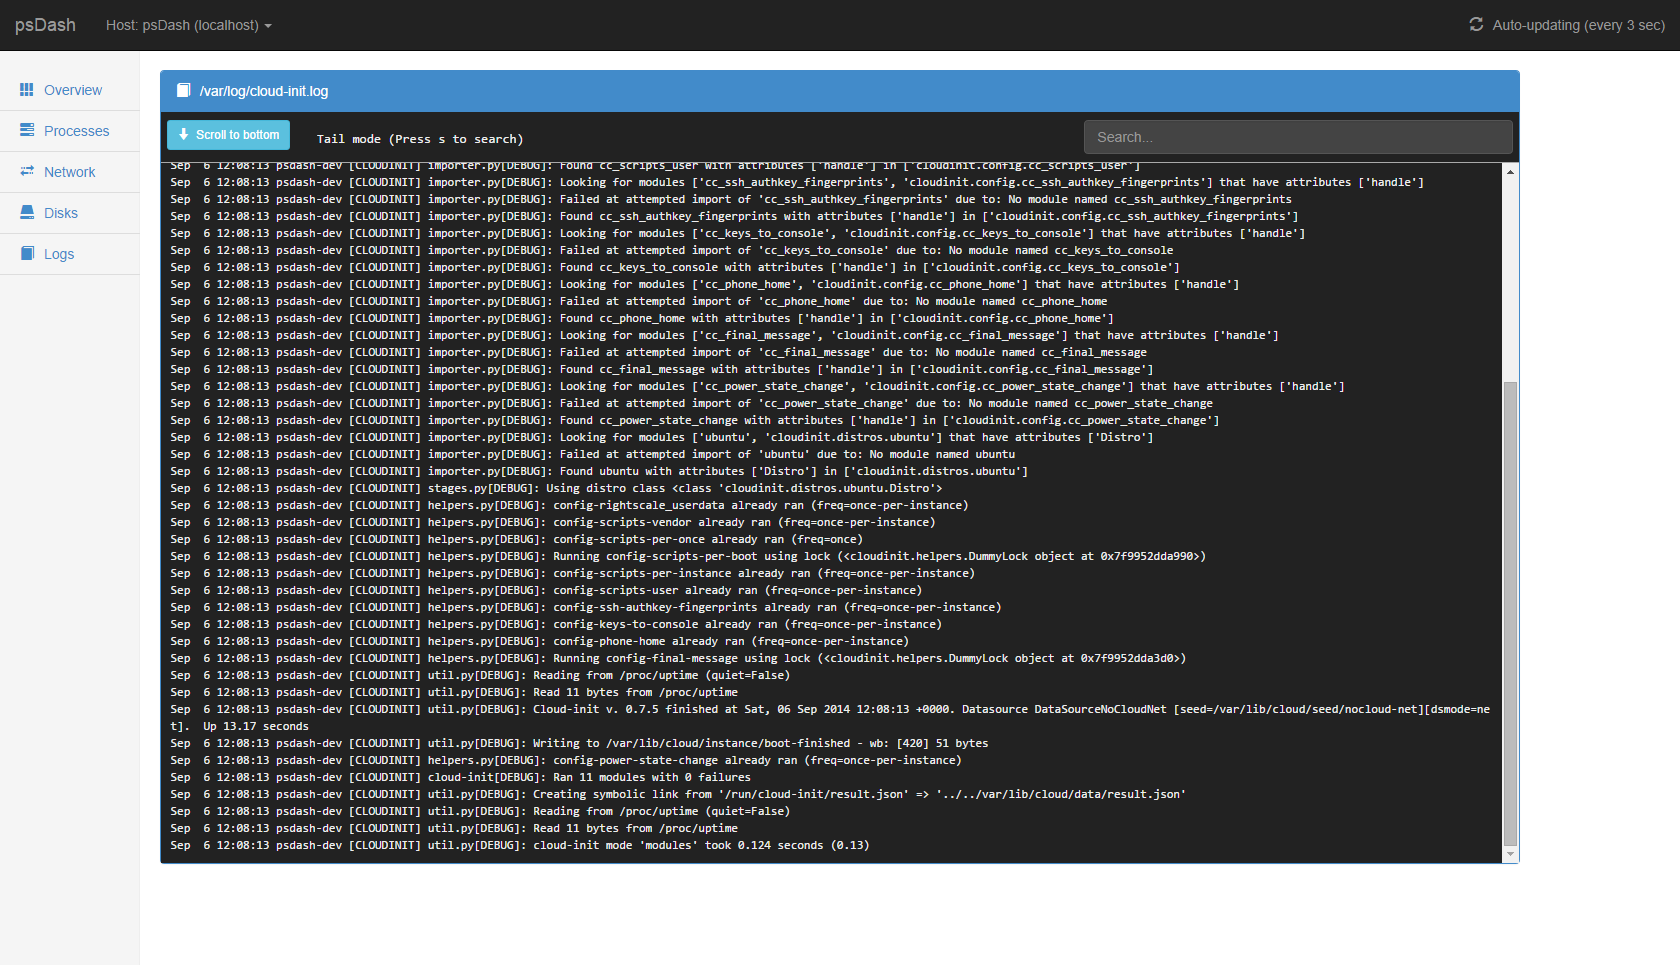 psDash Host: psDash (localhost) Auto-updating (every 3 sec)
Overview
Processes
Network
Disks
Logs
/var/log/cloud-init.log
Scroll to bottom Tail mode (Press s to search) Search...
Sep  6 12:08:13 psdash-dev [CLOUDINIT] importer.py[DEBUG]: Found cc_scripts_user with attributes ['handle'] in ['cloudinit.config.cc_scripts_user']
Sep  6 12:08:13 psdash-dev [CLOUDINIT] importer.py[DEBUG]: Looking for modules ['cc_ssh_authkey_fingerprints', 'cloudinit.config.cc_ssh_authkey_fingerprints'] that have attributes ['handle']
Sep  6 12:08:13 psdash-dev [CLOUDINIT] importer.py[DEBUG]: Failed at attempted import of 'cc_ssh_authkey_fingerprints' due to: No module named cc_ssh_authkey_fingerprints
Sep  6 12:08:13 psdash-dev [CLOUDINIT] importer.py[DEBUG]: Found cc_ssh_authkey_fingerprints with attributes ['handle'] in ['cloudinit.config.cc_ssh_authkey_fingerprints']
Sep  6 12:08:13 psdash-dev [CLOUDINIT] importer.py[DEBUG]: Looking for modules ['cc_keys_to_console', 'cloudinit.config.cc_keys_to_console'] that have attributes ['handle']
Sep  6 12:08:13 psdash-dev [CLOUDINIT] importer.py[DEBUG]: Failed at attempted import of 'cc_keys_to_console' due to: No module named cc_keys_to_console
Sep  6 12:08:13 psdash-dev [CLOUDINIT] importer.py[DEBUG]: Found cc_keys_to_console with attributes ['handle'] in ['cloudinit.config.cc_keys_to_console']
Sep  6 12:08:13 psdash-dev [CLOUDINIT] importer.py[DEBUG]: Looking for modules ['cc_phone_home', 'cloudinit.config.cc_phone_home'] that have attributes ['handle']
Sep  6 12:08:13 psdash-dev [CLOUDINIT] importer.py[DEBUG]: Failed at attempted import of 'cc_phone_home' due to: No module named cc_phone_home
Sep  6 12:08:13 psdash-dev [CLOUDINIT] importer.py[DEBUG]: Found cc_phone_home with attributes ['handle'] in ['cloudinit.config.cc_phone_home']
Sep  6 12:08:13 psdash-dev [CLOUDINIT] importer.py[DEBUG]: Looking for modules ['cc_final_message', 'cloudinit.config.cc_final_message'] that have attributes ['handle']
Sep  6 12:08:13 psdash-dev [CLOUDINIT] importer.py[DEBUG]: Failed at attempted import of 'cc_final_message' due to: No module named cc_final_message
Sep  6 12:08:13 psdash-dev [CLOUDINIT] importer.py[DEBUG]: Found cc_final_message with attributes ['handle'] in ['cloudinit.config.cc_final_message']
Sep  6 12:08:13 psdash-dev [CLOUDINIT] importer.py[DEBUG]: Looking for modules ['cc_power_state_change', 'cloudinit.config.cc_power_state_change'] that have attributes ['handle']
Sep  6 12:08:13 psdash-dev [CLOUDINIT] importer.py[DEBUG]: Failed at attempted import of 'cc_power_state_change' due to: No module named cc_power_state_change
Sep  6 12:08:13 psdash-dev [CLOUDINIT] importer.py[DEBUG]: Found cc_power_state_change with attributes ['handle'] in ['cloudinit.config.cc_power_state_change']
Sep  6 12:08:13 psdash-dev [CLOUDINIT] importer.py[DEBUG]: Looking for modules ['ubuntu', 'cloudinit.distros.ubuntu'] that have attributes ['Distro']
Sep  6 12:08:13 psdash-dev [CLOUDINIT] importer.py[DEBUG]: Failed at attempted import of 'ubuntu' due to: No module named ubuntu
Sep  6 12:08:13 psdash-dev [CLOUDINIT] importer.py[DEBUG]: Found ubuntu with attributes ['Distro'] in ['cloudinit.distros.ubuntu']
Sep  6 12:08:13 psdash-dev [CLOUDINIT] stages.py[DEBUG]: Using distro class <class 'cloudinit.distros.ubuntu.Distro'>
Sep  6 12:08:13 psdash-dev [CLOUDINIT] helpers.py[DEBUG]: config-rightscale_userdata already ran (freq=once-per-instance)
Sep  6 12:08:13 psdash-dev [CLOUDINIT] helpers.py[DEBUG]: config-scripts-vendor already ran (freq=once-per-instance)
Sep  6 12:08:13 psdash-dev [CLOUDINIT] helpers.py[DEBUG]: config-scripts-per-once already ran (freq=once)
Sep  6 12:08:13 psdash-dev [CLOUDINIT] helpers.py[DEBUG]: Running config-scripts-per-boot using lock (<cloudinit.helpers.DummyLock object at 0x7f9952dda990>)
Sep  6 12:08:13 psdash-dev [CLOUDINIT] helpers.py[DEBUG]: config-scripts-per-instance already ran (freq=once-per-instance)
Sep  6 12:08:13 psdash-dev [CLOUDINIT] helpers.py[DEBUG]: config-scripts-user already ran (freq=once-per-instance)
Sep  6 12:08:13 psdash-dev [CLOUDINIT] helpers.py[DEBUG]: config-ssh-authkey-fingerprints already ran (freq=once-per-instance)
Sep  6 12:08:13 psdash-dev [CLOUDINIT] helpers.py[DEBUG]: config-keys-to-console already ran (freq=once-per-instance)
Sep  6 12:08:13 psdash-dev [CLOUDINIT] helpers.py[DEBUG]: config-phone-home already ran (freq=once-per-instance)
Sep  6 12:08:13 psdash-dev [CLOUDINIT] helpers.py[DEBUG]: Running config-final-message using lock (<cloudinit.helpers.DummyLock object at 0x7f9952dda3d0>)
Sep  6 12:08:13 psdash-dev [CLOUDINIT] util.py[DEBUG]: Reading from /proc/uptime (quiet=False)
Sep  6 12:08:13 psdash-dev [CLOUDINIT] util.py[DEBUG]: Read 11 bytes from /proc/uptime
Sep  6 12:08:13 psdash-dev [CLOUDINIT] util.py[DEBUG]: Cloud-init v. 0.7.5 finished at Sat, 06 Sep 2014 12:08:13 +0000. Datasource DataSourceNoCloudNet [seed=/var/lib/cloud/seed/nocloud-net][dsmode=ne
t].  Up 13.17 seconds
Sep  6 12:08:13 psdash-dev [CLOUDINIT] util.py[DEBUG]: Writing to /var/lib/cloud/instance/boot-finished - wb: [420] 51 bytes
Sep  6 12:08:13 psdash-dev [CLOUDINIT] helpers.py[DEBUG]: config-power-state-change already ran (freq=once-per-instance)
Sep  6 12:08:13 psdash-dev [CLOUDINIT] cloud-init[DEBUG]: Ran 11 modules with 0 failures
Sep  6 12:08:13 psdash-dev [CLOUDINIT] util.py[DEBUG]: Creating symbolic link from '/run/cloud-init/result.json' => '../../var/lib/cloud/data/result.json'
Sep  6 12:08:13 psdash-dev [CLOUDINIT] util.py[DEBUG]: Reading from /proc/uptime (quiet=False)
Sep  6 12:08:13 psdash-dev [CLOUDINIT] util.py[DEBUG]: Read 11 bytes from /proc/uptime
Sep  6 12:08:13 psdash-dev [CLOUDINIT] util.py[DEBUG]: cloud-init mode 'modules' took 0.124 seconds (0.13)